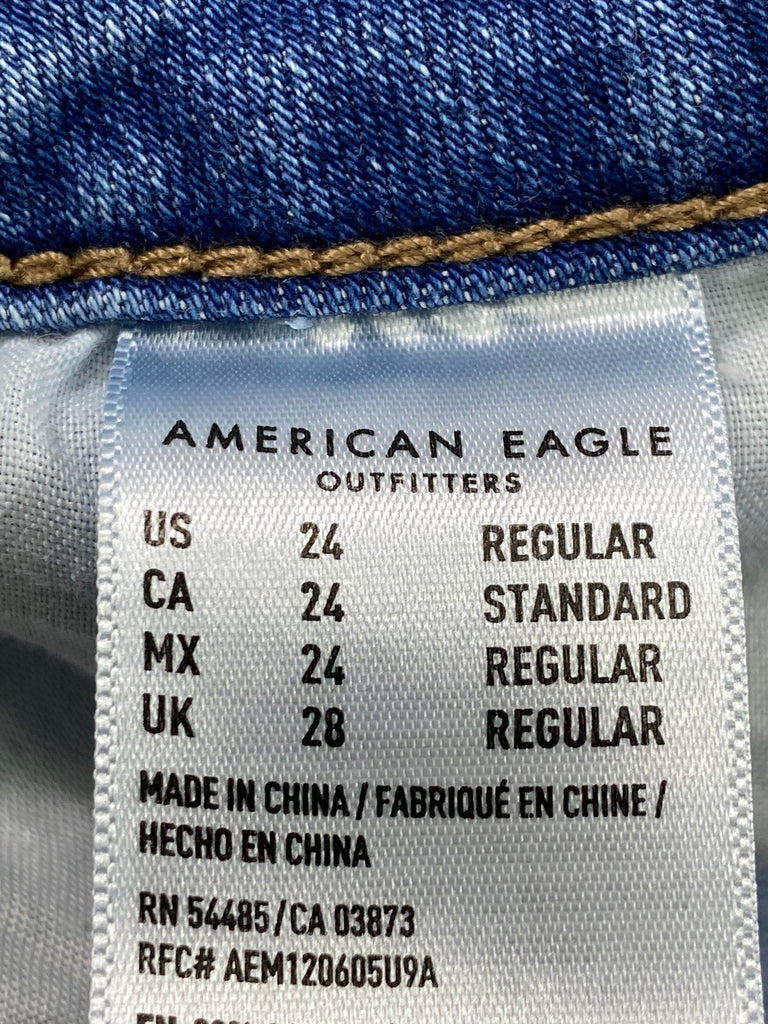 AMERICAN EAGLE
OUTFITTERS
US 24 REGULAR
CA 24 STANDARD
MX 24 REGULAR
UK 28 REGULAR
MADE IN CHINA / FABRIQUÉ EN CHINE /
HECHO EN CHINA
RN 54485/CA 03873
RFC# AEM120605U9A